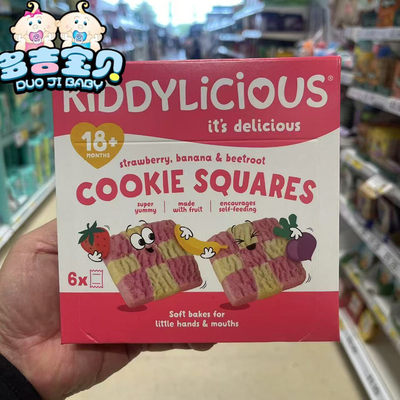 多吉宝贝
DUO JI BABY
KIDDYLICIOUS®
it's delicious
18+
MONTHS
strawberry, banana & beetroot
COOKIE SQUARES
super yummy | made with fruit | encourages self-feeding
6x
Soft bakes for
little hands & mouths